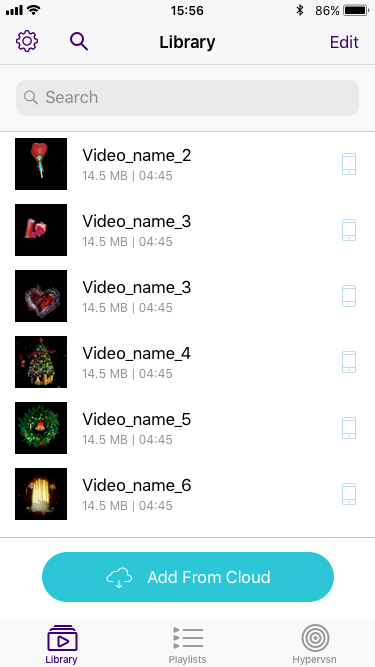 15:56
86%
Library
Edit
Search
Video_name_2
14.5 MB | 04:45
Video_name_3
14.5 MB | 04:45
Video_name_3
14.5 MB | 04:45
Video_name_4
14.5 MB | 04:45
Video_name_5
14.5 MB | 04:45
Video_name_6
14.5 MB | 04:45
Add From Cloud
Library
Playlists
Hypervsn